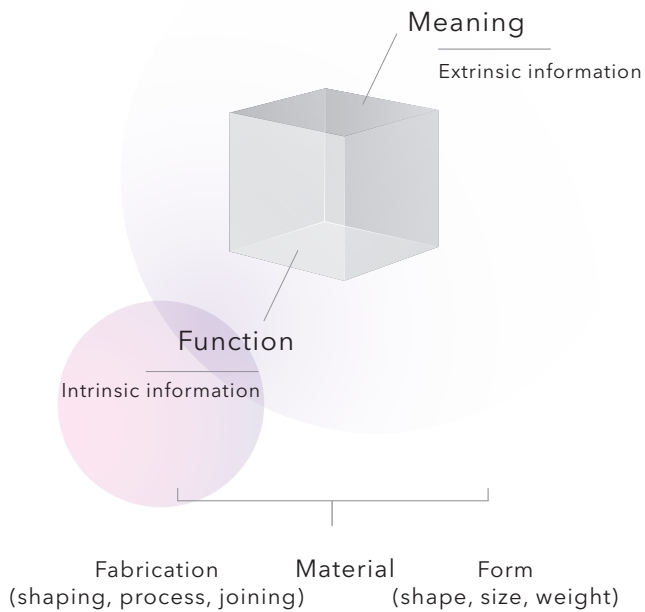 Meaning
Extrinsic information
Function
Intrinsic information
Fabrication
(shaping, process, joining)
Material
Form
(shape, size, weight)